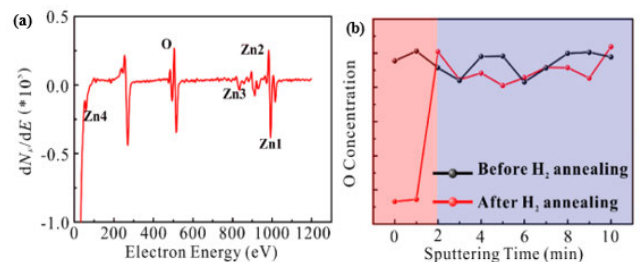 (a)
dNₛ/dE (*10⁵)
0.5
0.0
-0.5
-1.0
O
Zn2
Zn3
Zn4
Zn1
0 200 400 600 800 1000 1200
Electron Energy (eV)
(b)
O Concentration
Before H₂ annealing
After H₂ annealing
0 2 4 6 8 10
Sputtering Time (min)